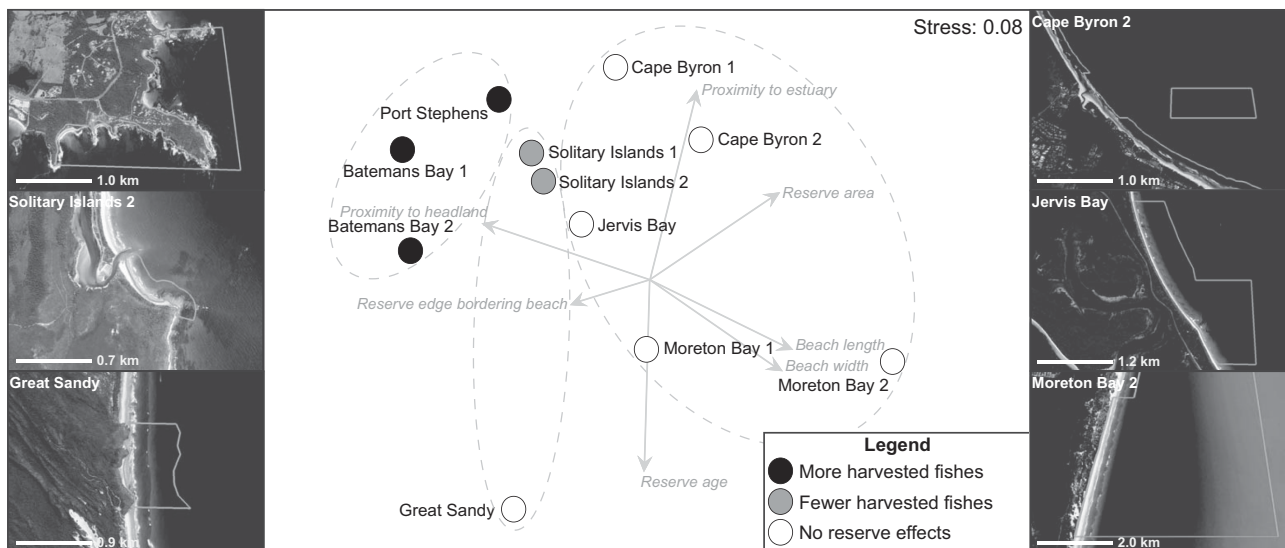 1.0 km
Solitary Islands 2
0.7 km
Great Sandy
0.9 km
Stress: 0.08
Cape Byron 1
Proximity to estuary
Port Stephens
Cape Byron 2
Solitary Islands 1
Batemans Bay 1
Solitary Islands 2
Reserve area
Proximity to headland
Jervis Bay
Batemans Bay 2
Reserve edge bordering beach
Moreton Bay 1
Beach length
Beach width
Moreton Bay 2
Reserve age
Great Sandy
Legend
More harvested fishes
Fewer harvested fishes
No reserve effects
Cape Byron 2
1.0 km
Jervis Bay
1.2 km
Moreton Bay 2
2.0 km